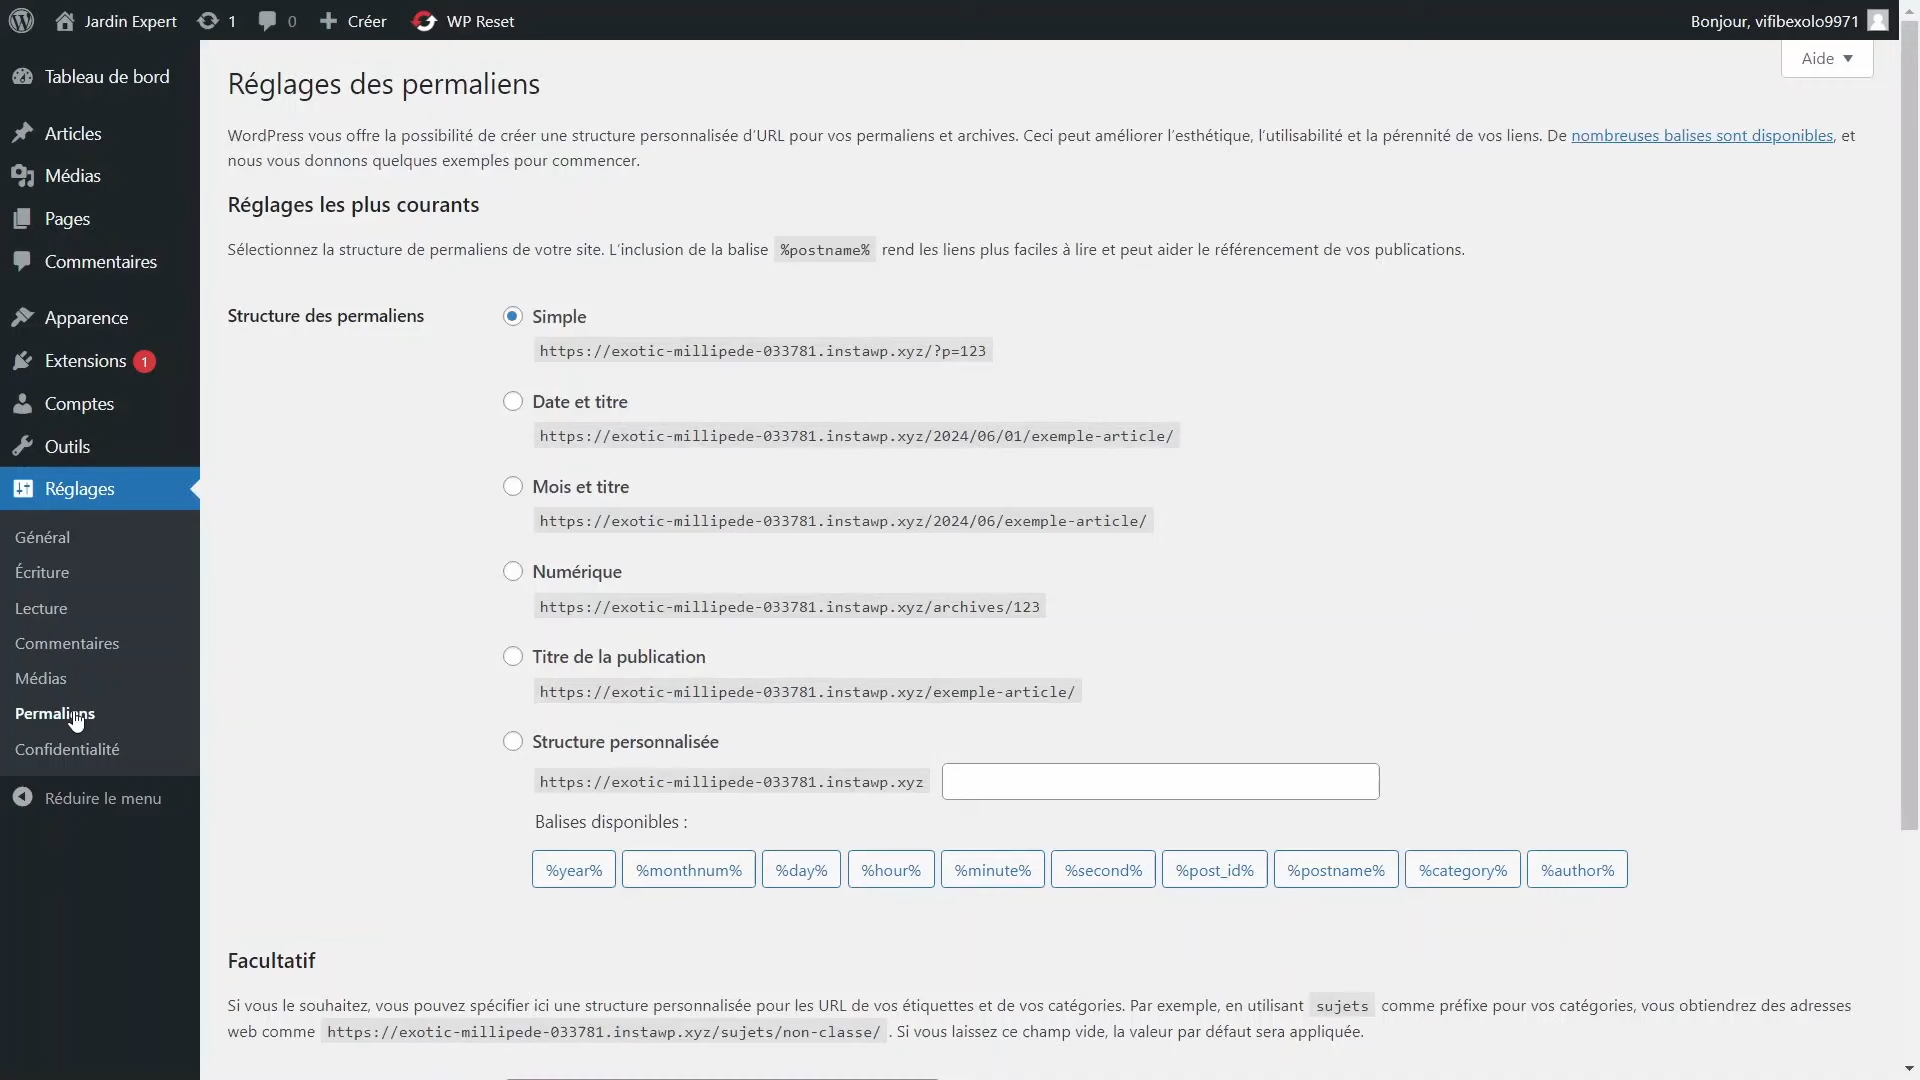 Jardin Expert 1 0 Créer WP Reset Bonjour, vifibexolo9971
Tableau de bord
Articles
Médias
Pages
Commentaires
Apparence
Extensions 1
Comptes
Outils
Réglages
Général
Écriture
Lecture
Commentaires
Médias
Permaliens
Confidentialité
Réduire le menu
Aide
Réglages des permaliens
WordPress vous offre la possibilité de créer une structure personnalisée d'URL pour vos permaliens et archives. Ceci peut améliorer l'esthétique, l'utilisabilité et la pérennité de vos liens. De nombreuses balises sont disponibles, et
nous vous donnons quelques exemples pour commencer.
Réglages les plus courants
Sélectionnez la structure de permaliens de votre site. L'inclusion de la balise %postname% rend les liens plus faciles à lire et peut aider le référencement de vos publications.
Structure des permaliens
Simple
https://exotic-millipede-033781.instawp.xyz/?p=123
Date et titre
https://exotic-millipede-033781.instawp.xyz/2024/06/01/exemple-article/
Mois et titre
https://exotic-millipede-033781.instawp.xyz/2024/06/exemple-article/
Numérique
https://exotic-millipede-033781.instawp.xyz/archives/123
Titre de la publication
https://exotic-millipede-033781.instawp.xyz/exemple-article/
Structure personnalisée
https://exotic-millipede-033781.instawp.xyz
Balises disponibles :
%year% %monthnum% %day% %hour% %minute% %second% %post_id% %postname% %category% %author%
Facultatif
Si vous le souhaitez, vous pouvez spécifier ici une structure personnalisée pour les URL de vos étiquettes et de vos catégories. Par exemple, en utilisant sujets comme préfixe pour vos catégories, vous obtiendrez des adresses
web comme https://exotic-millipede-033781.instawp.xyz/sujets/non-classe/ . Si vous laissez ce champ vide, la valeur par défaut sera appliquée.